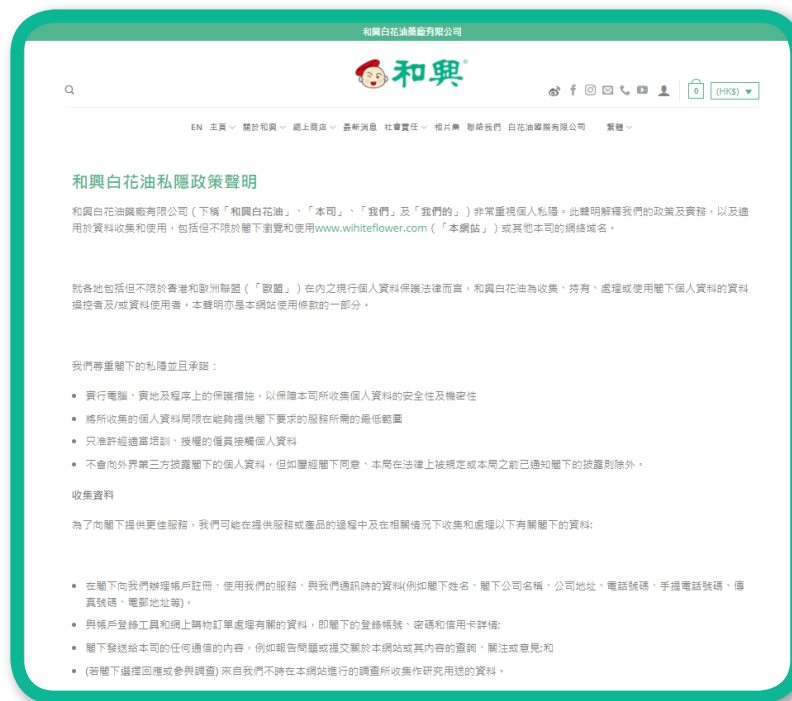 和興白花油藥廠有限公司
和興®
0
(HK$) ▼
EN 主頁 關於和興 網上商店 最新消息 社會責任 相片集 聯絡我們 白花油國際有限公司 繁體
和興白花油私隱政策聲明
和興白花油藥廠有限公司(下稱「和興白花油」、「本司」、「我們」及「我們的」)非常重視個人私隱。此聲明解釋我們的政策及實務,以及適
用於資料收集和使用,包括但不限於閣下瀏覽和使用www.wihiteflower.com(「本網站」)或其他本司的網絡域名。
就各地包括但不限於香港和歐洲聯盟(「歐盟」)在內之現行個人資料保護法律而言,和興白花油為收集、持有、處理或使用閣下個人資料的資料
操控者及/或資料使用者。本聲明亦是本網站使用條款的一部分。
我們尊重閣下的私隱並且承諾:
• 實行電腦、實地及程序上的保護措施,以保障本司所收集個人資料的安全性及機密性
• 將所收集的個人資料局限在能夠提供閣下要求的服務所需的最低範圍
• 只准許經適當培訓、授權的僱員接觸個人資料
• 不會向外界第三方披露閣下的個人資料,但如屬經閣下同意、本局在法律上被規定或本局之前已通知閣下的披露則除外。
收集資料
為了向閣下提供更佳服務,我們可能在提供服務或產品的過程中及在相關情況下收集和處理以下有關閣下的資料:
• 在閣下向我們辦理帳戶註冊、使用我們的服務、與我們通訊時的資料(例如閣下姓名、閣下公司名稱、公司地址、電話號碼、手提電話號碼、傳
真號碼、電郵地址等)。
• 與帳戶登錄工具和網上購物訂單處理有關的資料,即閣下的登錄帳號、密碼和信用卡詳情;
• 閣下發送給本司的任何通信的內容,例如報告問題或提交關於本網站或其內容的查詢、關注或意見;和
• (若閣下選擇回應或參與調查) 來自我們不時在本網站進行的調查所收集作研究用途的資料。